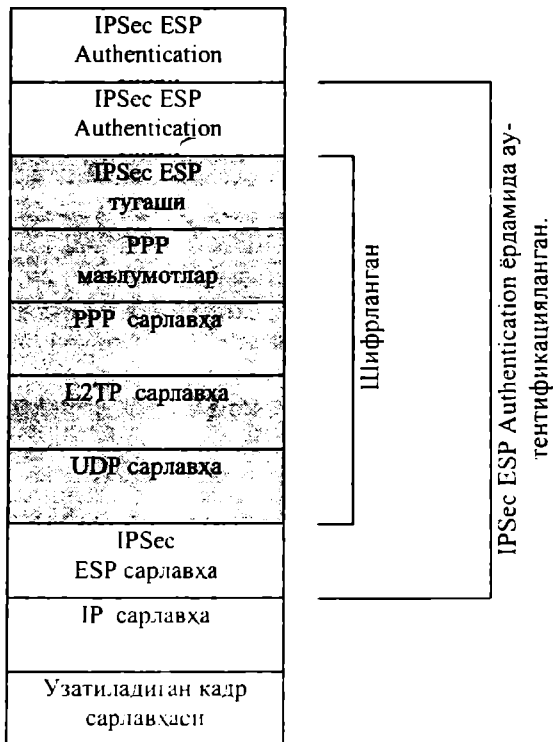 IPSec ESP
Authentication
IPSec ESP
Authentication
IPSec ESP
тугаши
PPP
маълумотлар
PPP сарлавҳа
L2TP сарлавҳа
UDP сарлавҳа
IPSec
ESP сарлавҳа
IP сарлавҳа
Узатиладиган кадр
сарлавҳаси
Шифрланган
IPSec ESP Authentication ёрдамида ау-
тентификацияланган.